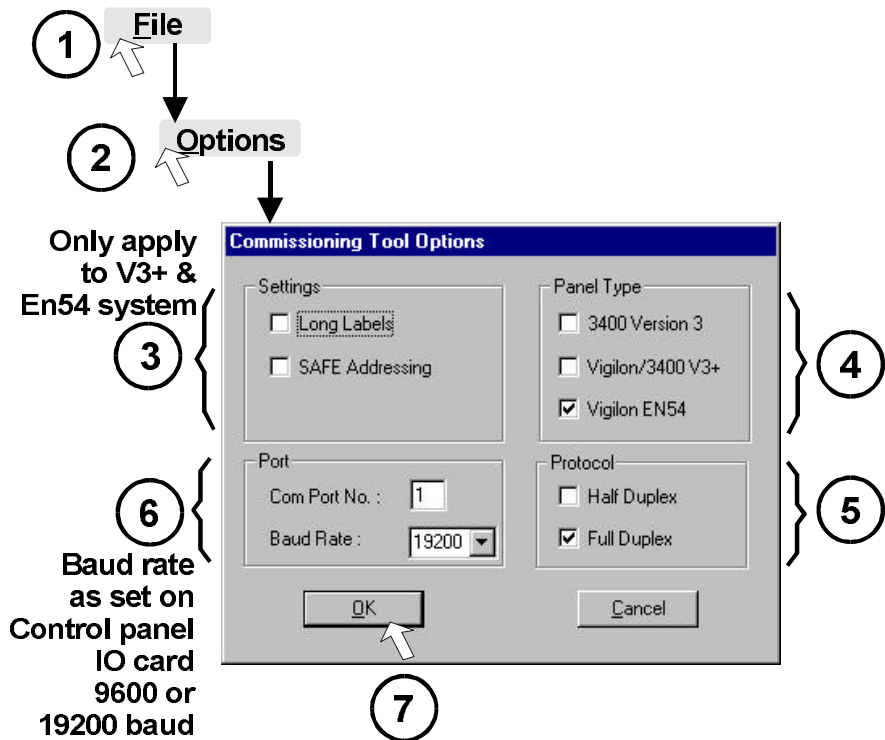 1
File
2
Options
Only apply
to V3+ &
En54 system
3
Commissioning Tool Options
Settings
Long Labels
SAFE Addressing
Panel Type
3400 Version 3
Vigilon/3400 V3+
Vigilon EN54
4
Port
Com Port No. : 1
Baud Rate : 19200
6
Baud rate
as set on
Control panel
IO card
9600 or
19200 baud
Protocol
Half Duplex
Full Duplex
5
OK
Cancel
7